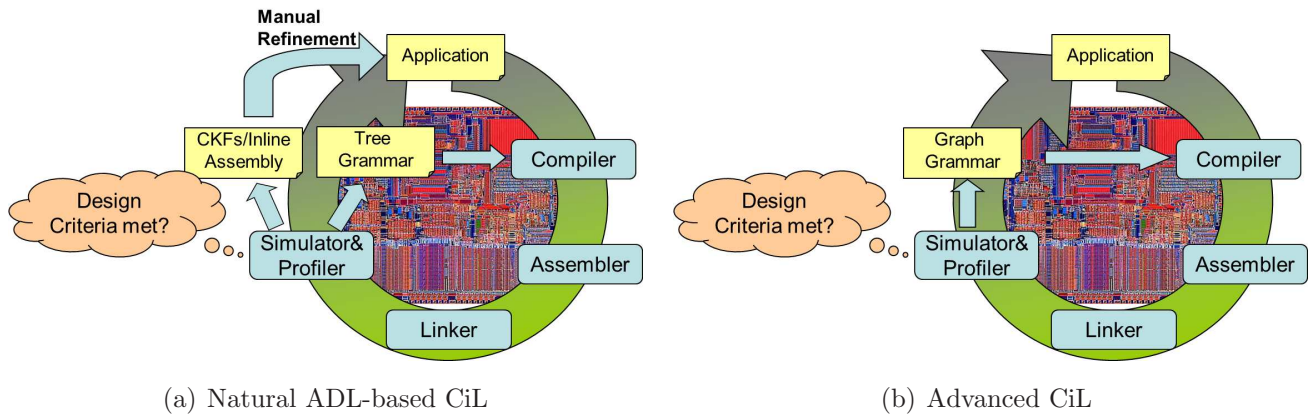 Manual
Refinement
Application
CKFs/Inline
Assembly
Tree
Grammar
Compiler
Design
Criteria met?
Simulator&
Profiler
Assembler
Linker
(a) Natural ADL-based CiL
Application
Graph
Grammar
Compiler
Design
Criteria met?
Simulator&
Profiler
Assembler
Linker
(b) Advanced CiL